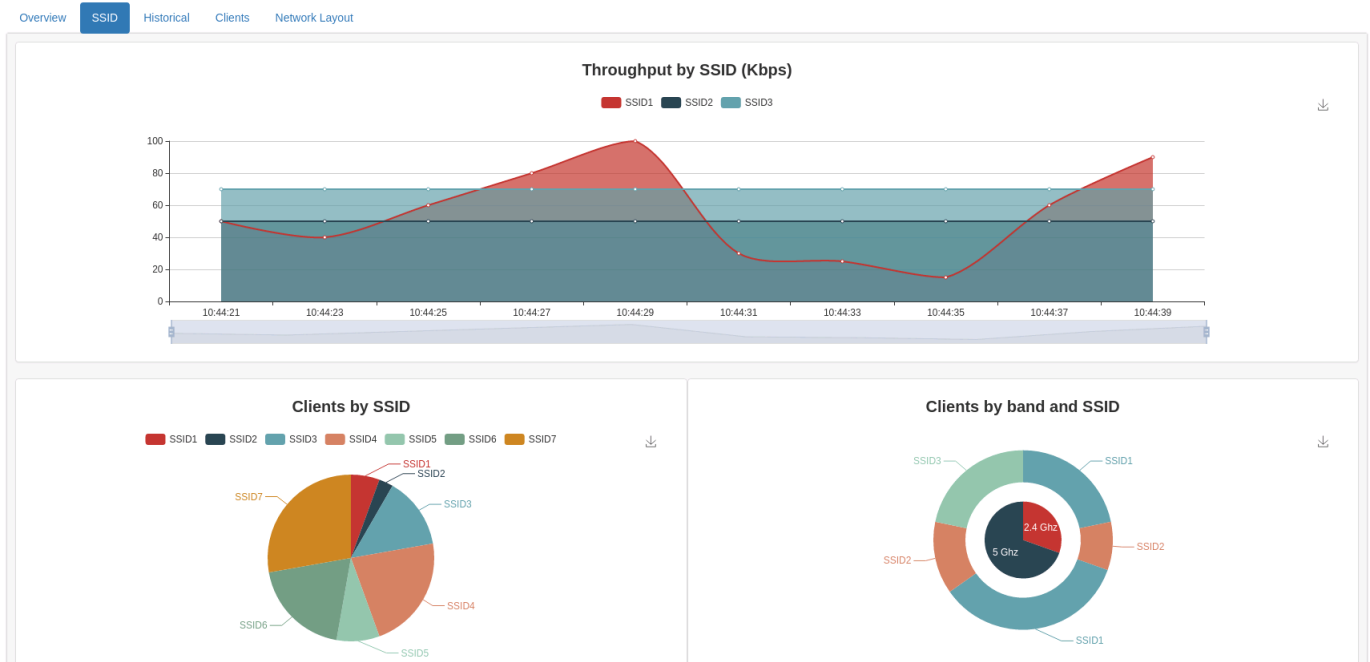 Overview SSID Historical Clients Network Layout
Throughput by SSID (Kbps)
SSID1 SSID2 SSID3
100
80
60
40
20
0
10:44:21 10:44:23 10:44:25 10:44:27 10:44:29 10:44:31 10:44:33 10:44:35 10:44:37 10:44:39
Clients by SSID
SSID1 SSID2 SSID3 SSID4 SSID5 SSID6 SSID7
SSID1
SSID2
SSID7
SSID3
SSID4
SSID6
SSID5
Clients by band and SSID
SSID3 SSID1
2.4 Ghz
SSID2
5 Ghz
SSID2
SSID1